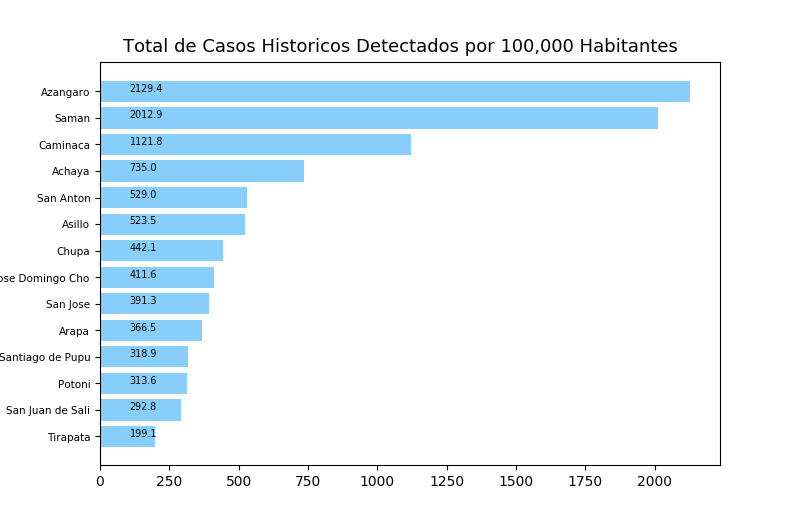 Total de Casos Historicos Detectados por 100,000 Habitantes
Azangaro 2129.4
Saman 2012.9
Caminaca 1121.8
Achaya 735.0
San Anton 529.0
Asillo 523.5
Chupa 442.1
ose Domingo Cho 411.6
San Jose 391.3
Arapa 366.5
Santiago de Pupu 318.9
Potoni 313.6
San Juan de Sali 292.8
Tirapata 199.1
0 250 500 750 1000 1250 1500 1750 2000